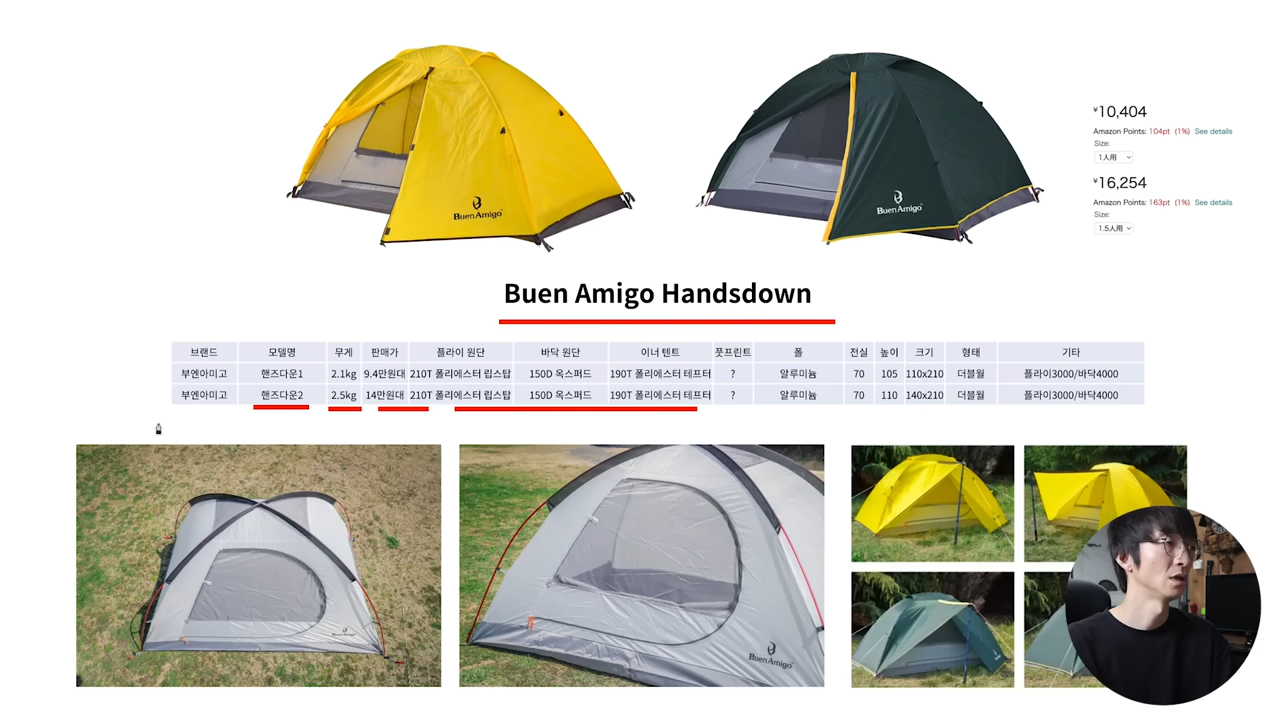 ¥10,404
Amazon Points: 104pt (1%) See details
Size:
1人用
¥16,254
Amazon Points: 163pt (1%) See details
Size:
1.5人用
Buen Amigo
Buen Amigo
Buen Amigo Handsdown
브랜드 모델명 무게 판매가 플라이 원단 바닥 원단 이너 텐트 풋프린트 폴 전실 높이 크기 형태 기타
부엔아미고 핸즈다운1 2.1kg 9.4만원대 210T 폴리에스터 립스탑 150D 옥스퍼드 190T 폴리에스터 테프터 ? 알루미늄 70 105 110x210 더블월 플라이3000/바닥4000
부엔아미고 핸즈다운2 2.5kg 14만원대 210T 폴리에스터 립스탑 150D 옥스퍼드 190T 폴리에스터 테프터 ? 알루미늄 70 110 140x210 더블월 플라이3000/바닥4000
Buen Amigo